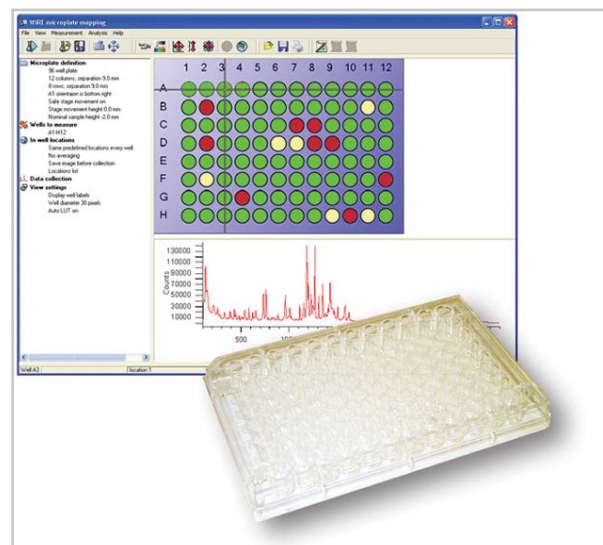 WiRE microplate mapping
File View Measurement Analysis Help
Microplate definition
96 well plate
12 columns, separation 9.0 mm
8 rows, separation 9.0 mm
A1 orientation is bottom right
Safe stage movement on
Stage movement height 0.0 mm
Nominal sample height -2.0 mm
Wells to measure
In well locations
Same predefined locations every well
No averaging
Save image before collection
Locations list
Data collection
View settings
Display well labels
Well diameter 30 pixels
Auto LUT on
1 2 3 4 5 6 7 8 9 10 11 12
A
B
C
D
E
F
G
H
130000
110000
90000
70000
50000
30000
10000
Counts
500
Well A3
location 1